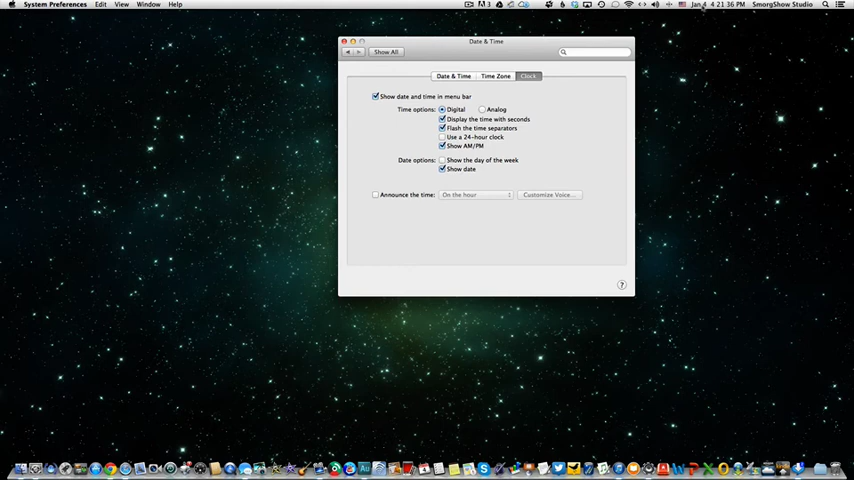 System Preferences Edit View Window Help
3 Jan 4 4 21 36 PM SmorgShow Studio
Date & Time
Show All
Date & Time Time Zone Clock
Show date and time in menu bar
Time options: Digital Analog
Display the time with seconds
Flash the time separators
Use a 24-hour clock
Show AM/PM
Date options: Show the day of the week
Show date
Announce the time: On the hour Customize Voice...
?